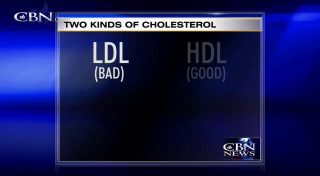 CBN.
TWO KINDS OF CHOLESTEROL
LDL HDL
(BAD) (GOOD)
CBN
NEWS